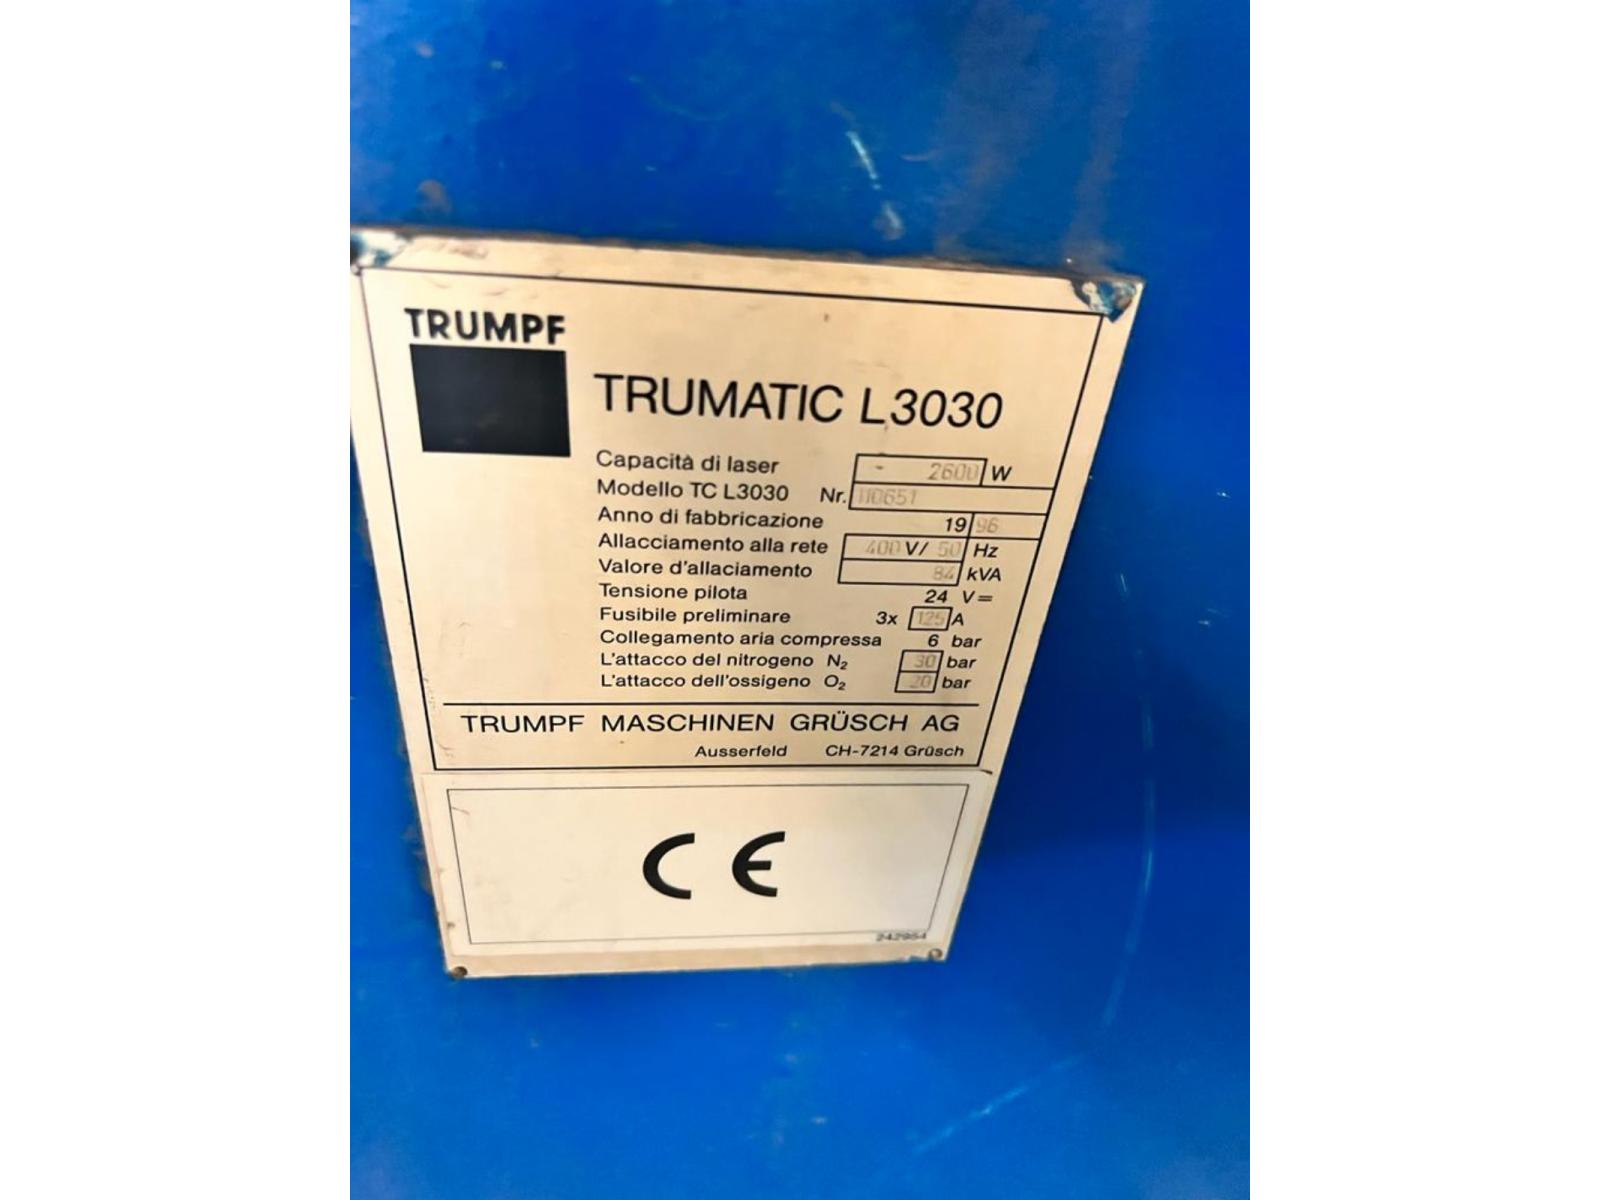 TRUMPF
TRUMATIC L3030
Capacità di laser - 2600 W
Modello TC L3030 Nr. 110651
Anno di fabbricazione 19 96
Allacciamento alla rete 400 V/ 50 Hz
Valore d'allaciamento 84 kVA
Tensione pilota 24 V=
Fusibile preliminare 3x 125 A
Collegamento aria compressa 6 bar
L'attacco del nitrogeno N₂ 30 bar
L'attacco dell'ossigeno O₂ 20 bar
TRUMPF MASCHINEN GRÜSCH AG
Ausserfeld CH-7214 Grüsch
CE
242954